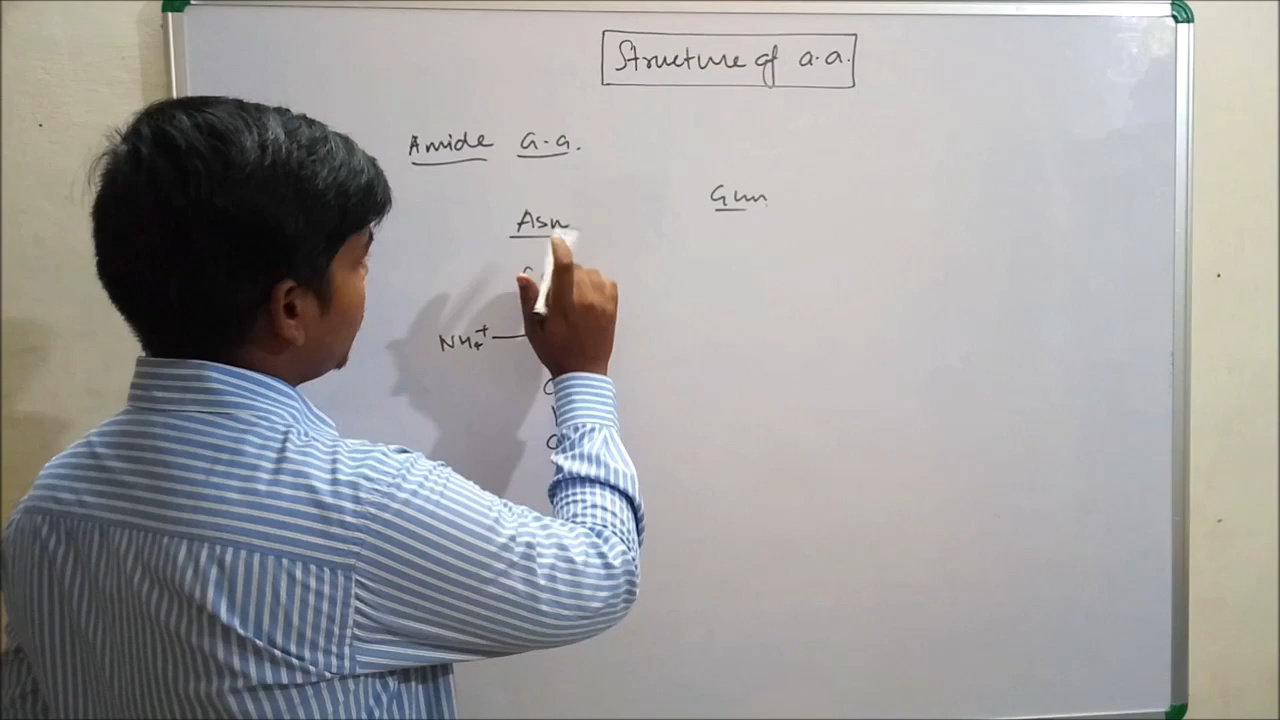 Structure of a.a.
Amide a.a.
Gln
Asn
NH₄⁺ —
C
C